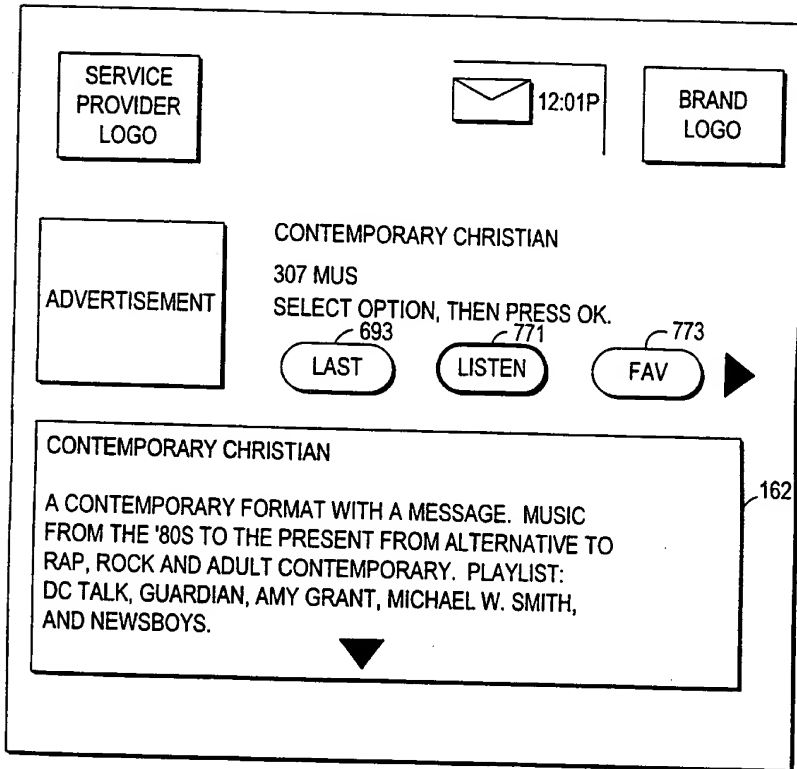 SERVICE
PROVIDER
LOGO
12:01P
BRAND
LOGO
ADVERTISEMENT
CONTEMPORARY CHRISTIAN
307 MUS
SELECT OPTION, THEN PRESS OK.
693
771
773
LAST
LISTEN
FAV
CONTEMPORARY CHRISTIAN
A CONTEMPORARY FORMAT WITH A MESSAGE. MUSIC
FROM THE '80S TO THE PRESENT FROM ALTERNATIVE TO
RAP, ROCK AND ADULT CONTEMPORARY. PLAYLIST:
DC TALK, GUARDIAN, AMY GRANT, MICHAEL W. SMITH,
AND NEWSBOYS.
162